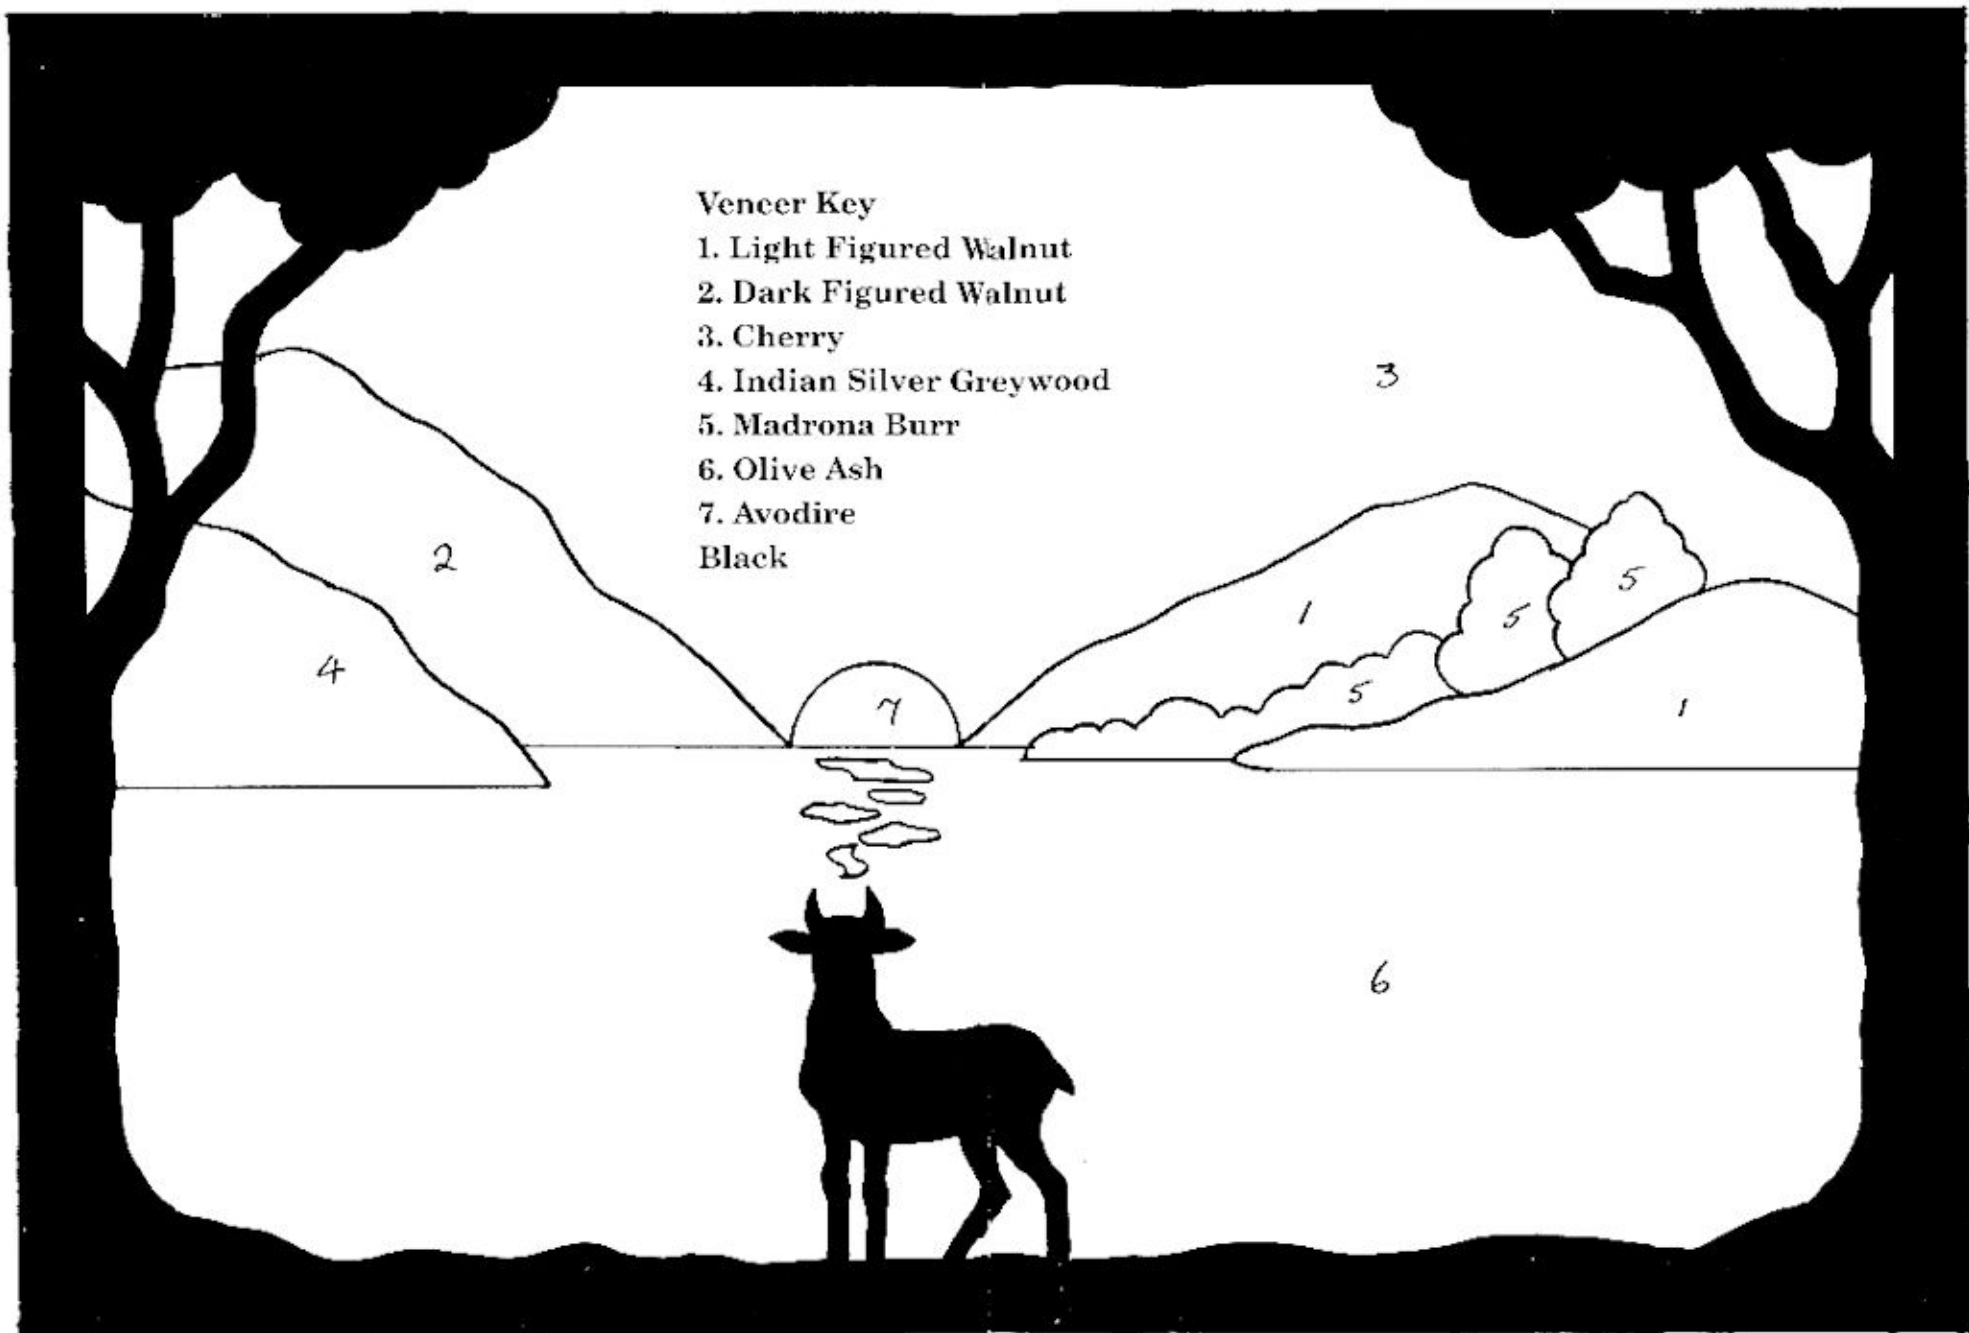 Veneer Key
1. Light Figured Walnut
2. Dark Figured Walnut
3. Cherry
4. Indian Silver Greywood
5. Madrona Burr
6. Olive Ash
7. Avodire
Black
3
2
5
1
5
4
5
7
1
6